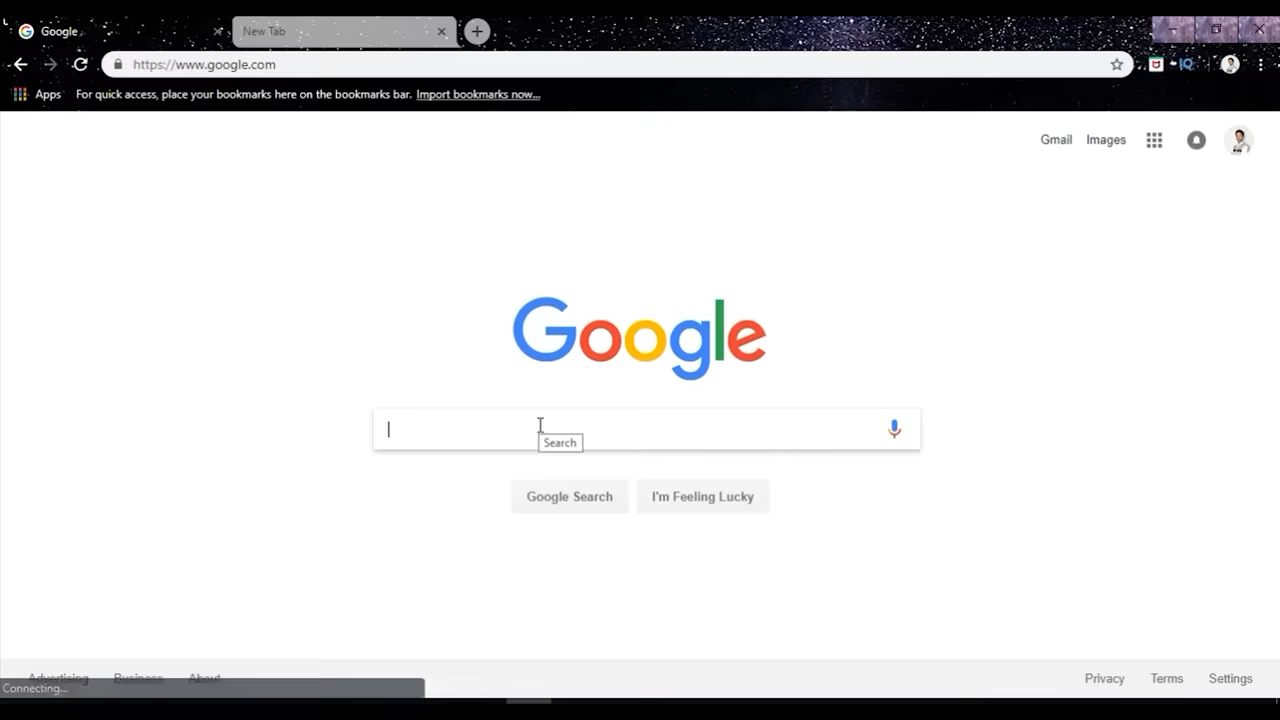 Google
New Tab
https://www.google.com
IQ
Apps
For quick access, place your bookmarks here on the bookmarks bar. Import bookmarks now...
Gmail
Images
Google
Search
Google Search
I'm Feeling Lucky
Advertising
Business
About
Privacy
Terms
Settings
Connecting...